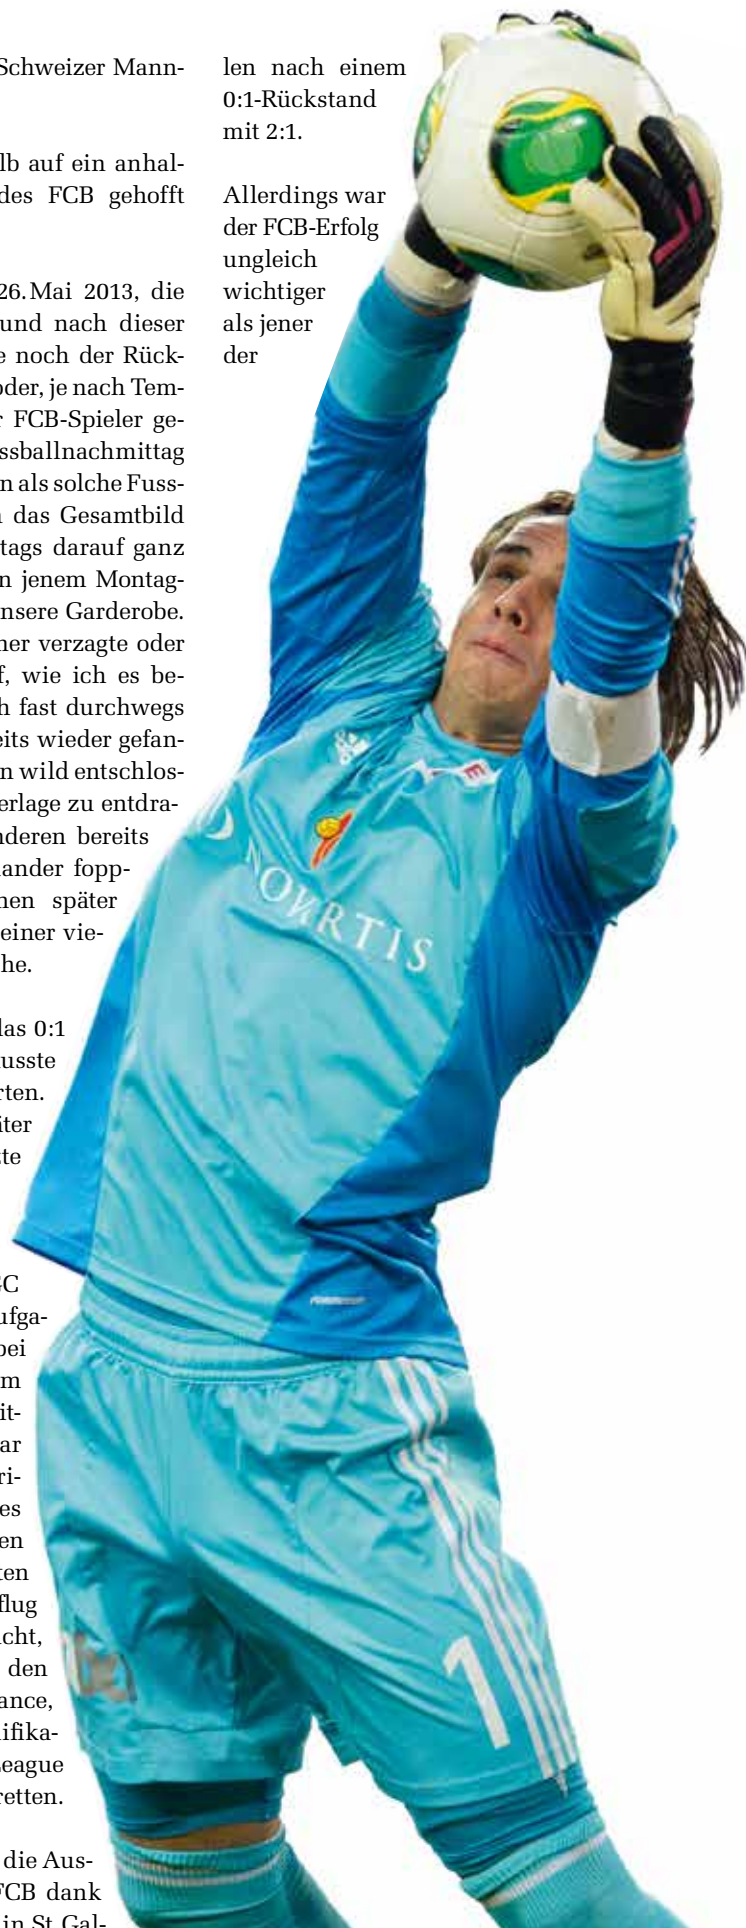 Schweizer Mann-
lb auf ein anhal-
des FCB gehofft
26. Mai 2013, die
und nach dieser
e noch der Rück-
oder, je nach Tem-
r FCB-Spieler ge-
ssballnachmittag
n als solche Fuss-
n das Gesamtbild
tags darauf ganz
n jenem Montag-
nsere Garderobe.
her verzagte oder
f, wie ich es be-
h fast durchwegs
eits wieder gefan-
n wild entschlos-
erlage zu entdra-
nderen bereits
ander fopp-
nen später
einer vie-
he.
las 0:1
usste
rten.
iter
te
GC
ufga-
bei
m
it-
ar
ri-
es
en
ten
flug
cht,
den
ance,
lifika-
League
retten.
die Aus-
FCB dank
in St. Gal-
len nach einem
0:1-Rückstand
mit 2:1.
Allerdings war
der FCB-Erfolg
ungleich
wichtiger
als jener
der
NOVARTIS
1